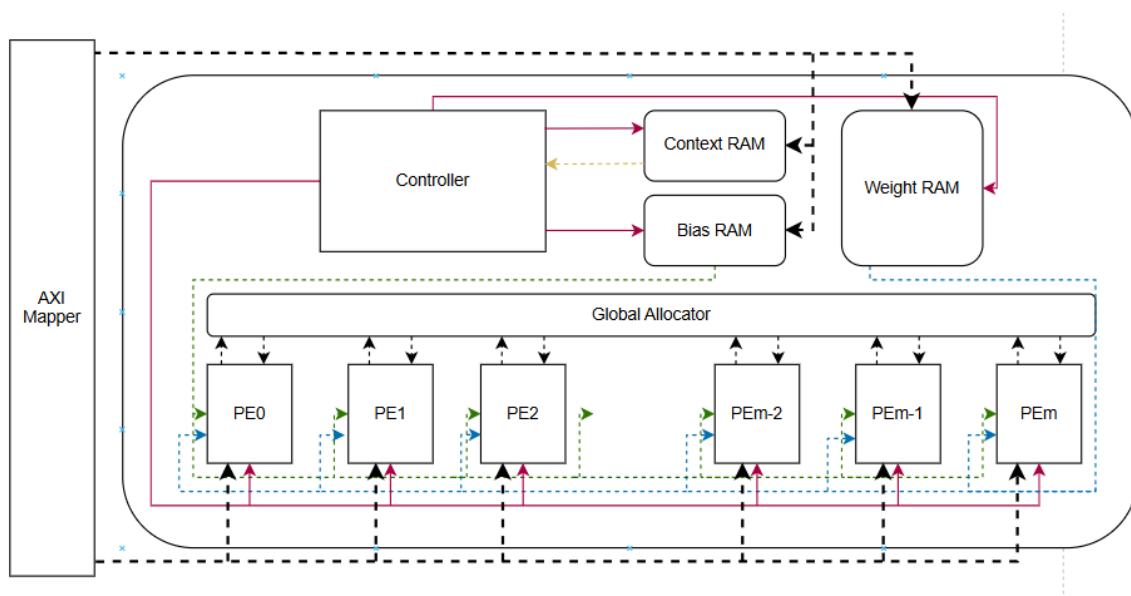 AXI
Mapper
Controller
Context RAM
Bias RAM
Weight RAM
Global Allocator
PE0
PE1
PE2
PEm-2
PEm-1
PEm